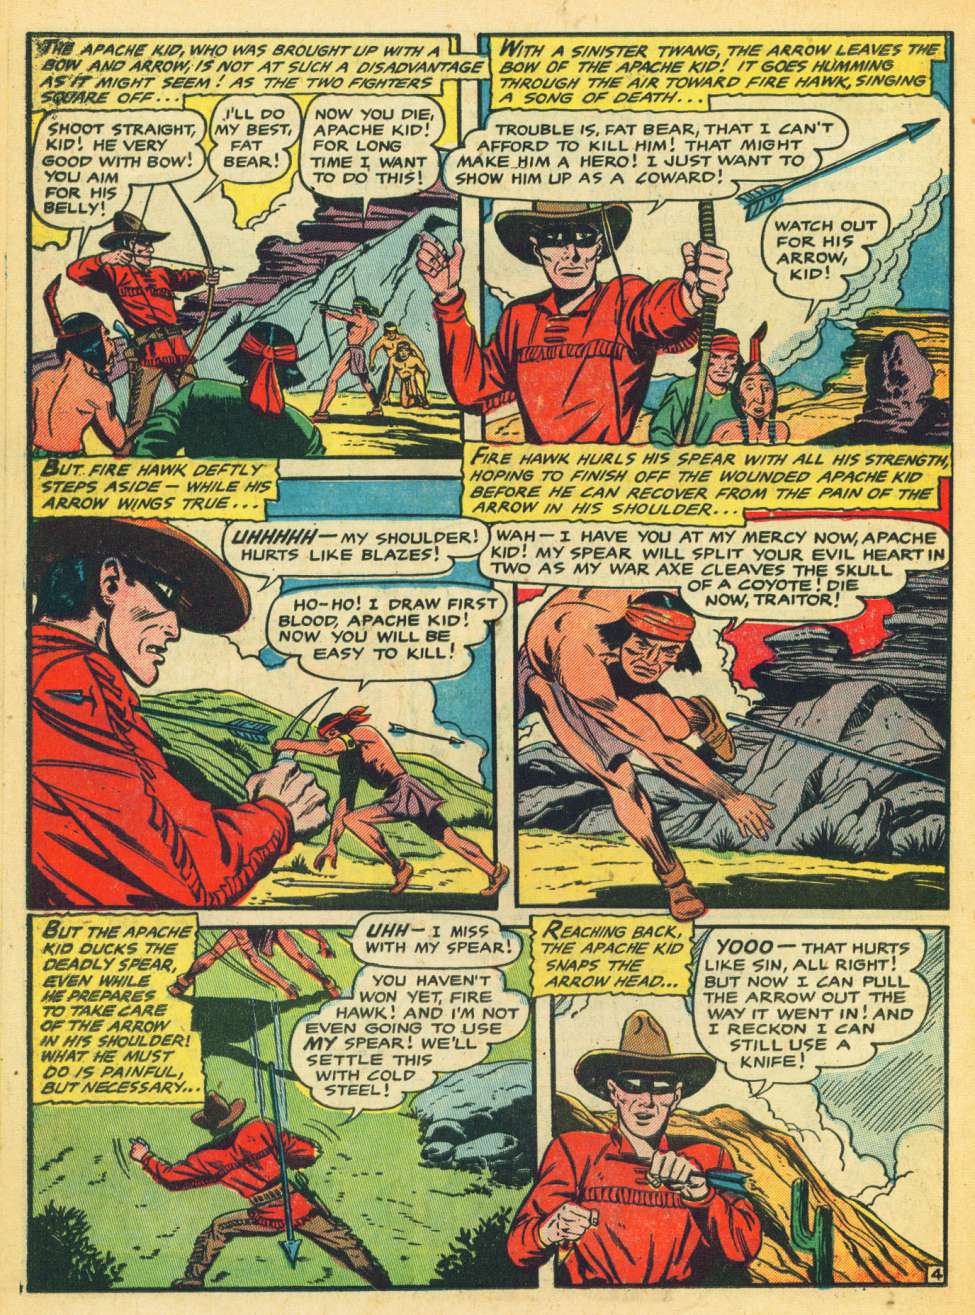 THE APACHE KID, WHO WAS BROUGHT UP WITH A
BOW AND ARROW, IS NOT AT SUCH A DISADVANTAGE
AS IT MIGHT SEEM! AS THE TWO FIGHTERS
SQUARE OFF...
SHOOT STRAIGHT,
KID! HE VERY
GOOD WITH BOW!
YOU AIM
FOR HIS
BELLY!
I'LL DO
MY BEST,
FAT
BEAR!
NOW YOU DIE,
APACHE KID!
FOR LONG
TIME I WANT
TO DO THIS!
WITH A SINISTER TWANG, THE ARROW LEAVES THE
BOW OF THE APACHE KID! IT GOES HUMMING
THROUGH THE AIR TOWARD FIRE HAWK, SINGING
A SONG OF DEATH...
TROUBLE IS, FAT BEAR, THAT I CAN'T
AFFORD TO KILL HIM! THAT MIGHT
MAKE HIM A HERO! I JUST WANT TO
SHOW HIM UP AS A COWARD!
WATCH OUT
FOR HIS
ARROW,
KID!
BUT FIRE HAWK DEFTLY
STEPS ASIDE — WHILE HIS
ARROW WINGS TRUE...
UHHHHH — MY SHOULDER!
HURTS LIKE BLAZES!
HO-HO! I DRAW FIRST
BLOOD, APACHE KID!
NOW YOU WILL BE
EASY TO KILL!
FIRE HAWK HURLS HIS SPEAR WITH ALL HIS STRENGTH,
HOPING TO FINISH OFF THE WOUNDED APACHE KID
BEFORE HE CAN RECOVER FROM THE PAIN OF THE
ARROW IN HIS SHOULDER...
WAH — I HAVE YOU AT MY MERCY NOW, APACHE
KID! MY SPEAR WILL SPLIT YOUR EVIL HEART IN
TWO AS MY WAR AXE CLEAVES THE SKULL
OF A COYOTE! DIE
NOW, TRAITOR!
BUT THE APACHE
KID DUCKS THE
DEADLY SPEAR,
EVEN WHILE
HE PREPARES
TO TAKE CARE
OF THE ARROW
IN HIS SHOULDER!
WHAT HE MUST
DO IS PAINFUL,
BUT NECESSARY...
UHH — I MISS
WITH MY SPEAR!
YOU HAVEN'T
WON YET, FIRE
HAWK! AND I'M NOT
EVEN GOING TO USE
MY SPEAR! WE'LL
SETTLE THIS
WITH COLD
STEEL!
REACHING BACK,
THE APACHE KID
SNAPS THE
ARROW HEAD...
YOOO — THAT HURTS
LIKE SIN, ALL RIGHT!
BUT NOW I CAN PULL
THE ARROW OUT THE
WAY IT WENT IN! AND
I RECKON I CAN
STILL USE A
KNIFE!
4